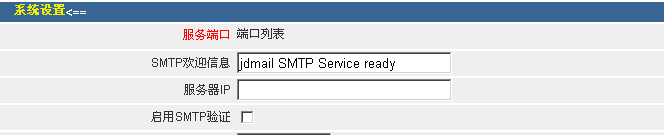 系统设置<==
服务端口 端口列表
SMTP欢迎信息 jdmail SMTP Service ready
服务器IP
启用SMTP验证